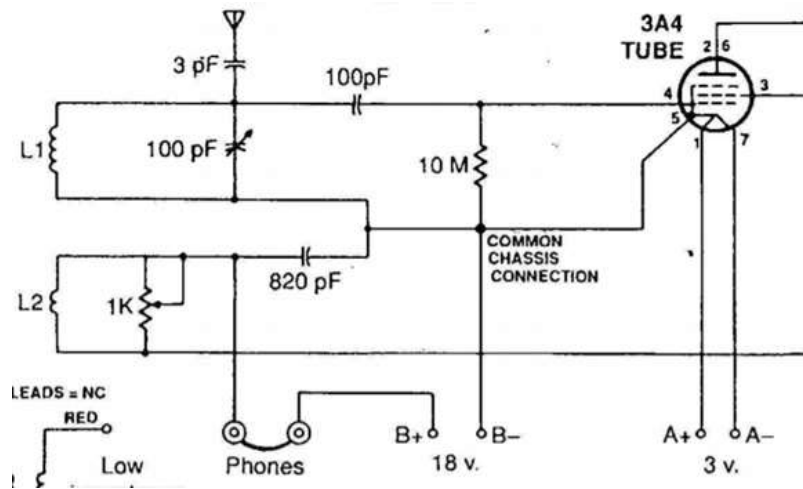 3A4
TUBE
2 6
3 pF
100pF
4
3
5
L1
100 pF
10 M
1
7
COMMON
CHASSIS
CONNECTION
820 pF
L2
1K
LEADS = NC
RED
B+
B–
A+
A–
Low
Phones
18 v.
3 v.